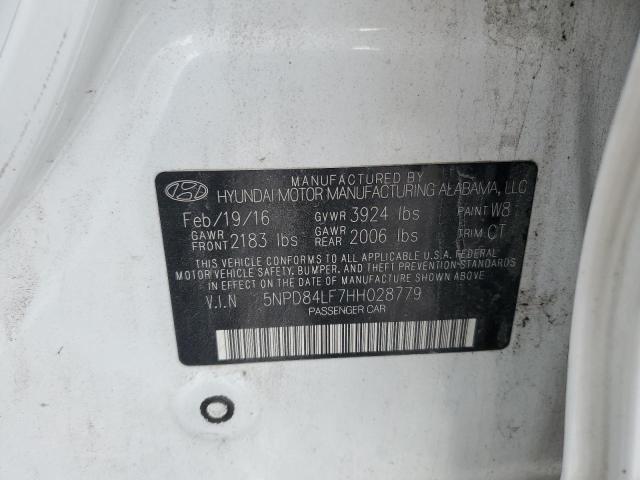 MANUFACTURED BY
HYUNDAI MOTOR MANUFACTURING ALABAMA, LLC
Feb/19/16 GVWR 3924 lbs PAINT W8
GAWR FRONT 2183 lbs GAWR REAR 2006 lbs TRIM CT
THIS VEHICLE CONFORMS TO ALL APPLICABLE U.S.A. FEDERAL
MOTOR VEHICLE SAFETY, BUMPER, AND THEFT PREVENTION STANDARDS
IN EFFECT ON THE DATE OF MANUFACTURE SHOWN ABOVE.
V.I.N 5NPD84LF7HH028779
PASSENGER CAR